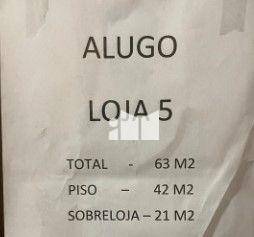 ALUGO
LOJA 5
TOTAL - 63 M2
PISO – 42 M2
SOBRELOJA – 21 M2